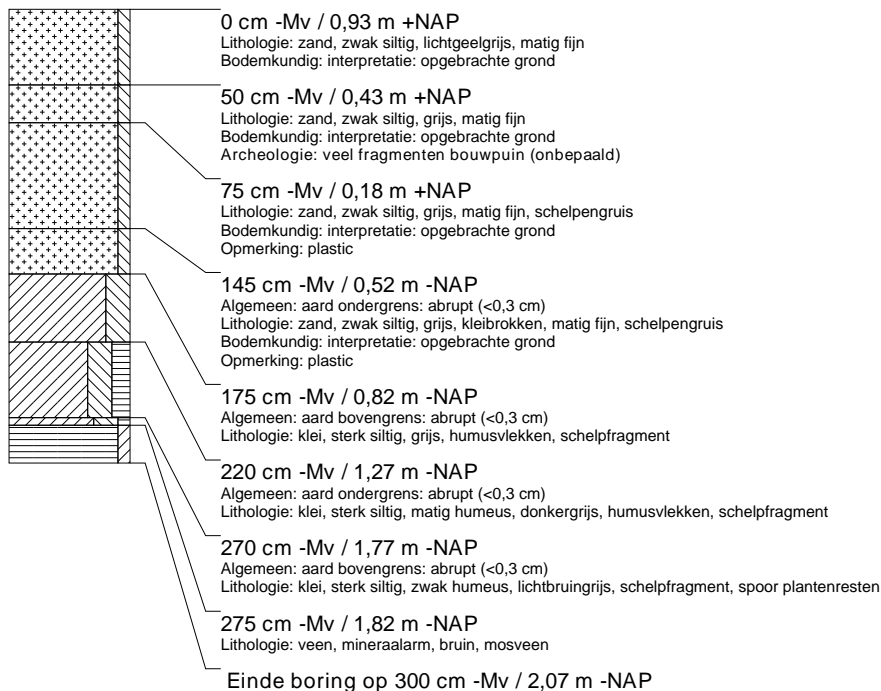 0 cm -Mv / 0,93 m +NAP
Lithologie: zand, zwak siltig, lichtgeelgrijs, matig fijn
Bodemkundig: interpretatie: opgebrachte grond
50 cm -Mv / 0,43 m +NAP
Lithologie: zand, zwak siltig, grijs, matig fijn
Bodemkundig: interpretatie: opgebrachte grond
Archeologie: veel fragmenten bouwpuin (onbepaald)
75 cm -Mv / 0,18 m +NAP
Lithologie: zand, zwak siltig, grijs, matig fijn, schelpengruis
Bodemkundig: interpretatie: opgebrachte grond
Opmerking: plastic
145 cm -Mv / 0,52 m -NAP
Algemeen: aard ondergrens: abrupt (<0,3 cm)
Lithologie: zand, zwak siltig, grijs, kleibrokken, matig fijn, schelpengruis
Bodemkundig: interpretatie: opgebrachte grond
Opmerking: plastic
175 cm -Mv / 0,82 m -NAP
Algemeen: aard bovengrens: abrupt (<0,3 cm)
Lithologie: klei, sterk siltig, grijs, humusvlekken, schelpfragment
220 cm -Mv / 1,27 m -NAP
Algemeen: aard ondergrens: abrupt (<0,3 cm)
Lithologie: klei, sterk siltig, matig humeus, donkergrijs, humusvlekken, schelpfragment
270 cm -Mv / 1,77 m -NAP
Algemeen: aard bovengrens: abrupt (<0,3 cm)
Lithologie: klei, sterk siltig, zwak humeus, lichtbruingrijs, schelpfragment, spoor plantenresten
275 cm -Mv / 1,82 m -NAP
Lithologie: veen, mineraalarm, bruin, mosveen
Einde boring op 300 cm -Mv / 2,07 m -NAP